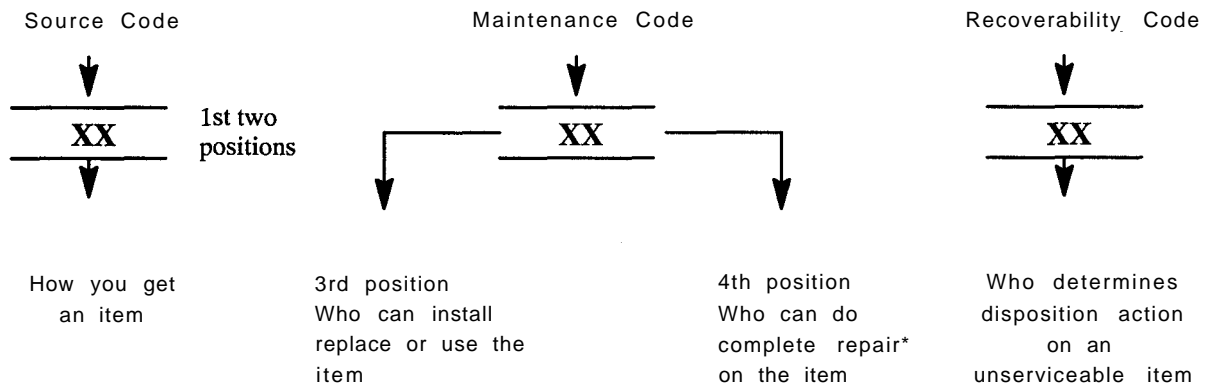 Source Code
Maintenance Code
Recoverability Code
XX
1st two
positions
XX
XX
How you get
an item
3rd position
Who can install
replace or use the
item
4th position
Who can do
complete repair*
on the item
Who determines
disposition action
on an
unserviceable item